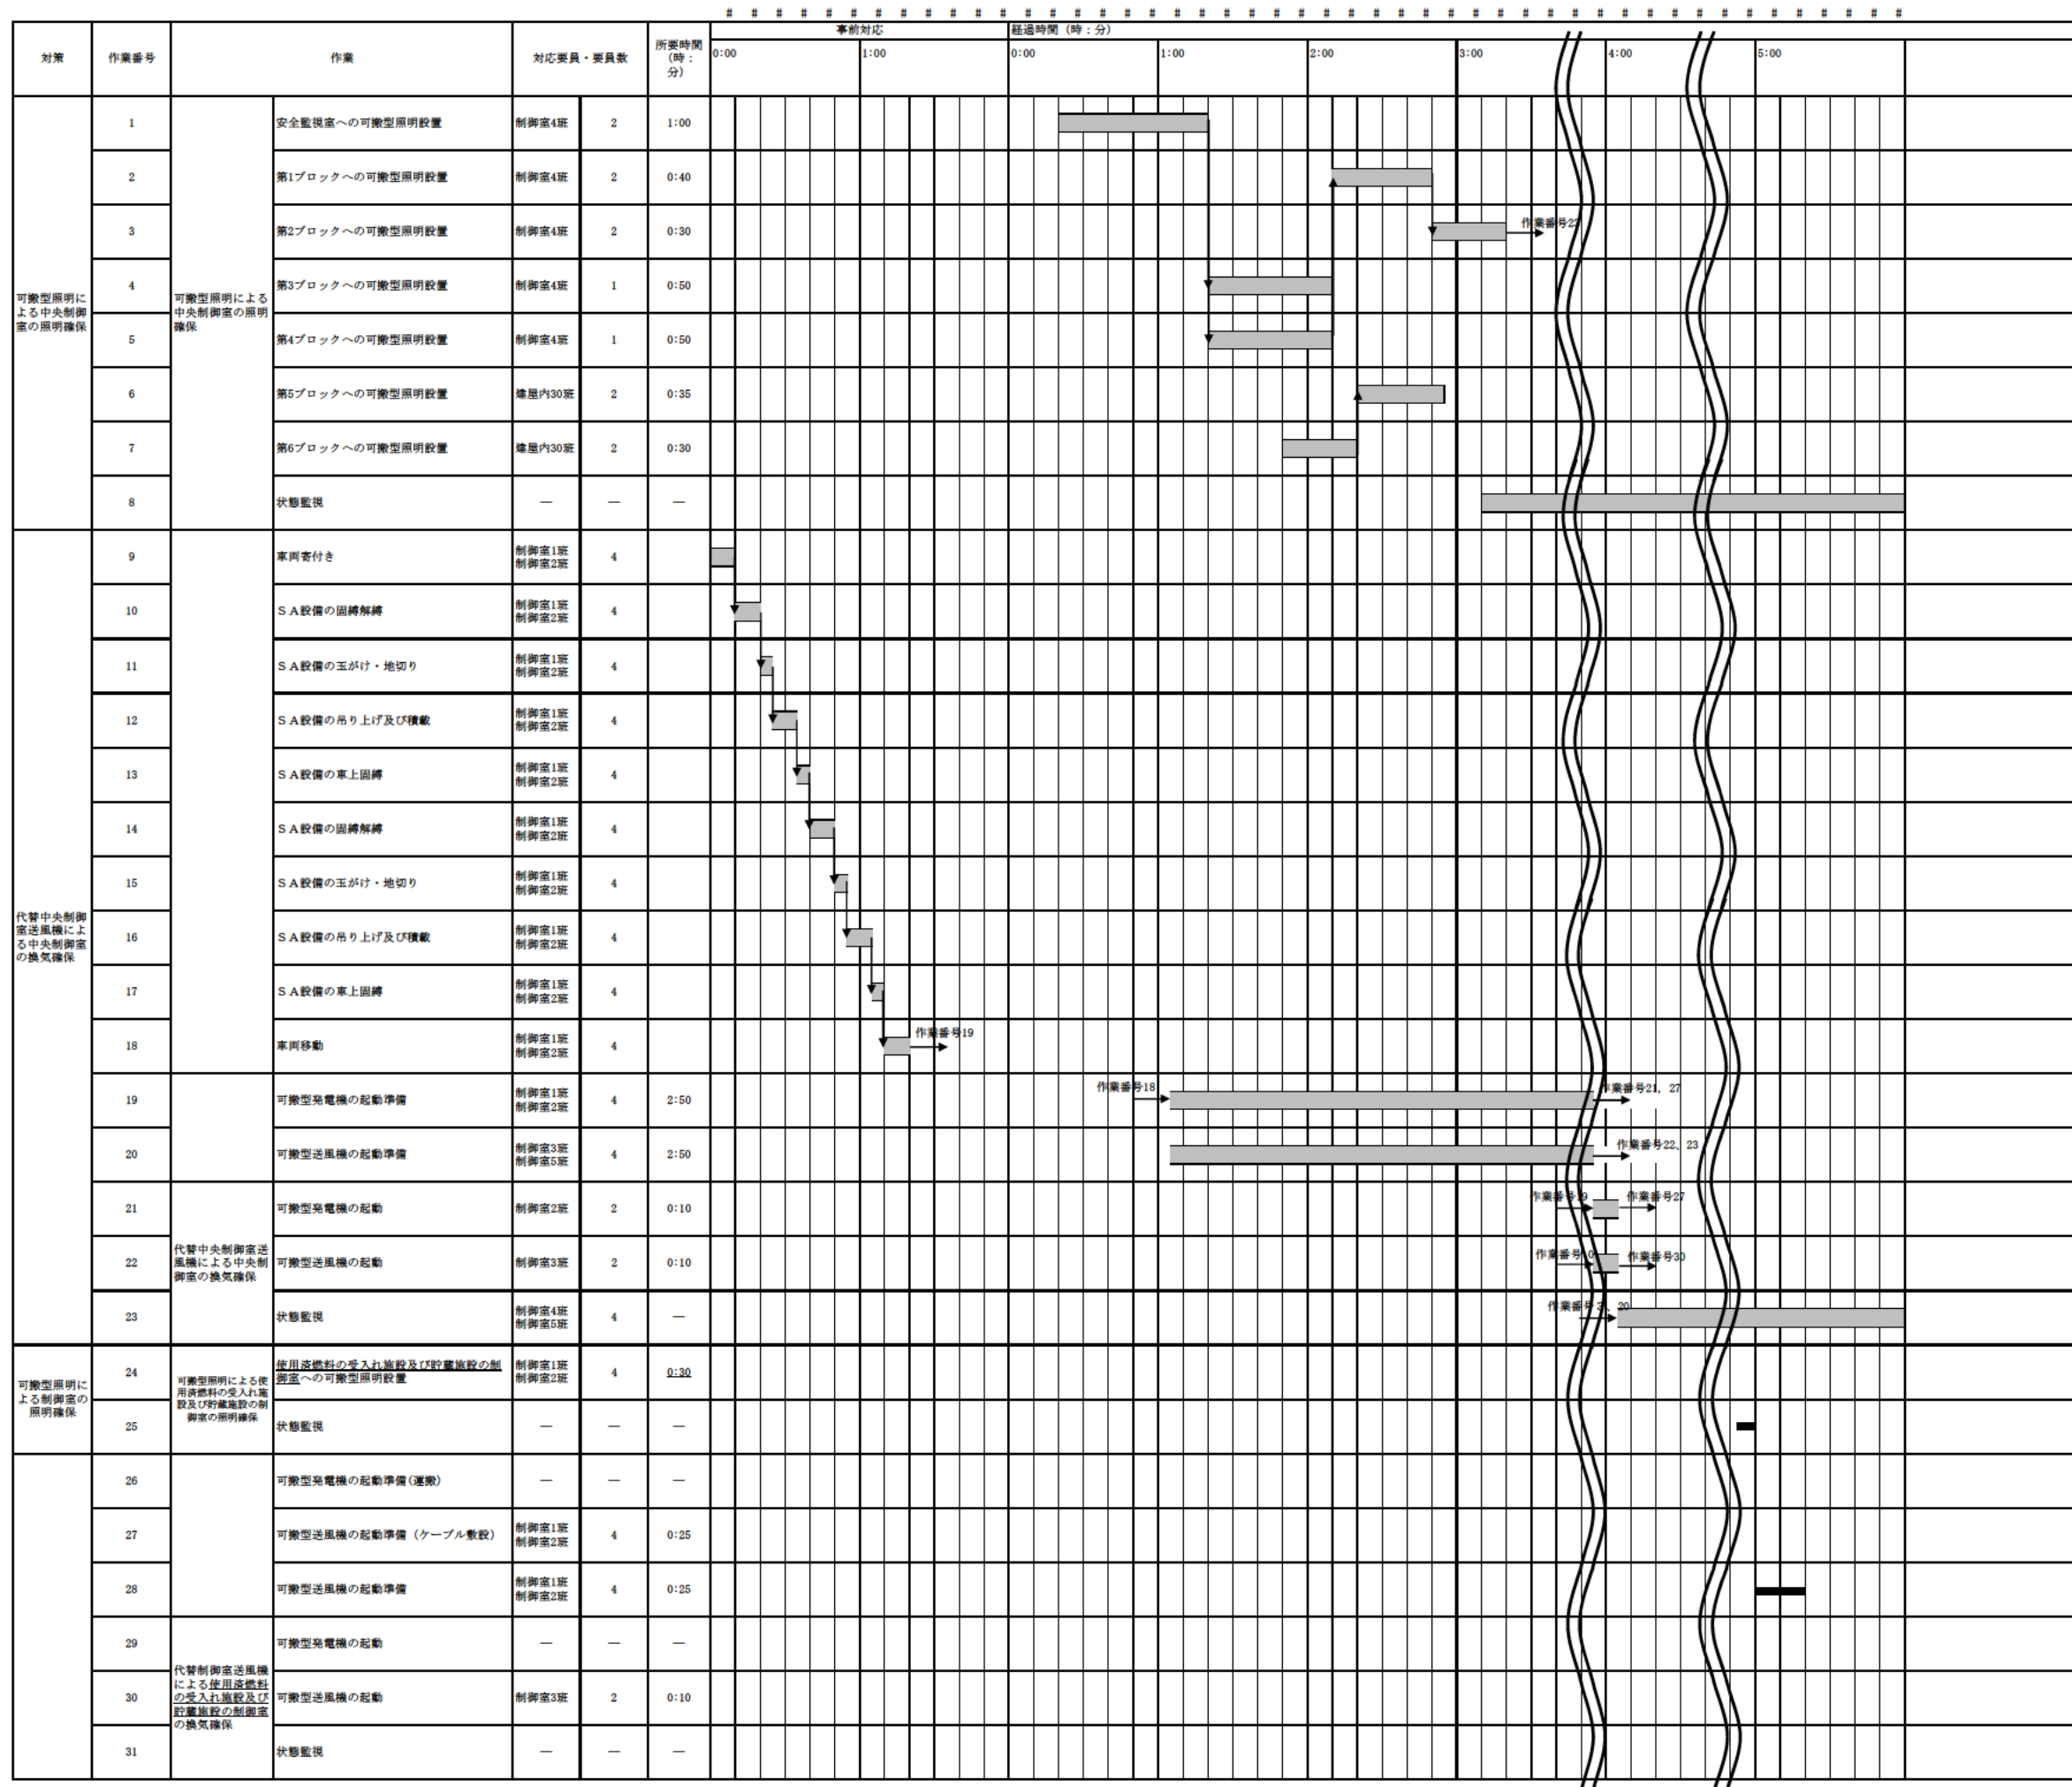 # # # # # # # # # # # # # # # # # # # # # # # # # # # # # # # # # # # # # # # # # # # # # # # #
対策 作業番号 作業 対応要員・要員数 所要時間
(時：
分)
事前対応 経過時間（時：分）
0:00 1:00 0:00 1:00 2:00 3:00 4:00 5:00
可搬型照明に
よる中央制御
室の照明確保
可搬型照明による
中央制御室の照明
確保
1 安全監視室への可搬型照明設置 制御室4班 2 1:00
2 第1ブロックへの可搬型照明設置 制御室4班 2 0:40
3 第2ブロックへの可搬型照明設置 制御室4班 2 0:30
作業番号23
4 第3ブロックへの可搬型照明設置 制御室4班 1 0:50
5 第4ブロックへの可搬型照明設置 制御室4班 1 0:50
6 第5ブロックへの可搬型照明設置 建屋内30班 2 0:35
7 第6ブロックへの可搬型照明設置 建屋内30班 2 0:30
8 状態監視 ― ― ―
代替中央制御
室送風機によ
る中央制御室
の換気確保
9 車両寄付き 制御室1班
制御室2班 4
10 ＳＡ設備の固縛解縛 制御室1班
制御室2班 4
11 ＳＡ設備の玉がけ・地切り 制御室1班
制御室2班 4
12 ＳＡ設備の吊り上げ及び積載 制御室1班
制御室2班 4
13 ＳＡ設備の車上固縛 制御室1班
制御室2班 4
14 ＳＡ設備の固縛解縛 制御室1班
制御室2班 4
15 ＳＡ設備の玉がけ・地切り 制御室1班
制御室2班 4
16 ＳＡ設備の吊り上げ及び積載 制御室1班
制御室2班 4
17 ＳＡ設備の車上固縛 制御室1班
制御室2班 4
18 車両移動 制御室1班
制御室2班 4
作業番号19
19 可搬型発電機の起動準備 制御室1班
制御室2班 4 2:50
作業番号18 作業番号21, 27
20 可搬型送風機の起動準備 制御室3班
制御室5班 4 2:50
作業番号22、23
代替中央制御室送
風機による中央制
御室の換気確保
21 可搬型発電機の起動 制御室2班 2 0:10
作業番号19 作業番号27
22 可搬型送風機の起動 制御室3班 2 0:10
作業番号 0 作業番号30
23 状態監視 制御室4班
制御室5班 4 ―
作業番号3、20
可搬型照明に
よる制御室の
照明確保
可搬型照明による使
用済燃料の受入れ施
設及び貯蔵施設の制
御室の照明確保
24 使用済燃料の受入れ施設及び貯蔵施設の制
御室への可搬型照明設置 制御室1班
制御室2班 4 0:30
25 状態監視 ― ― ―
26 可搬型発電機の起動準備(運搬) ― ― ―
27 可搬型送風機の起動準備（ケーブル敷設） 制御室1班
制御室2班 4 0:25
28 可搬型送風機の起動準備 制御室1班
制御室2班 4 0:25
代替制御室送風機
による使用済燃料
の受入れ施設及び
貯蔵施設の制御室
の換気確保
29 可搬型発電機の起動 ― ― ―
30 可搬型送風機の起動 制御室3班 2 0:10
31 状態監視 ― ― ―